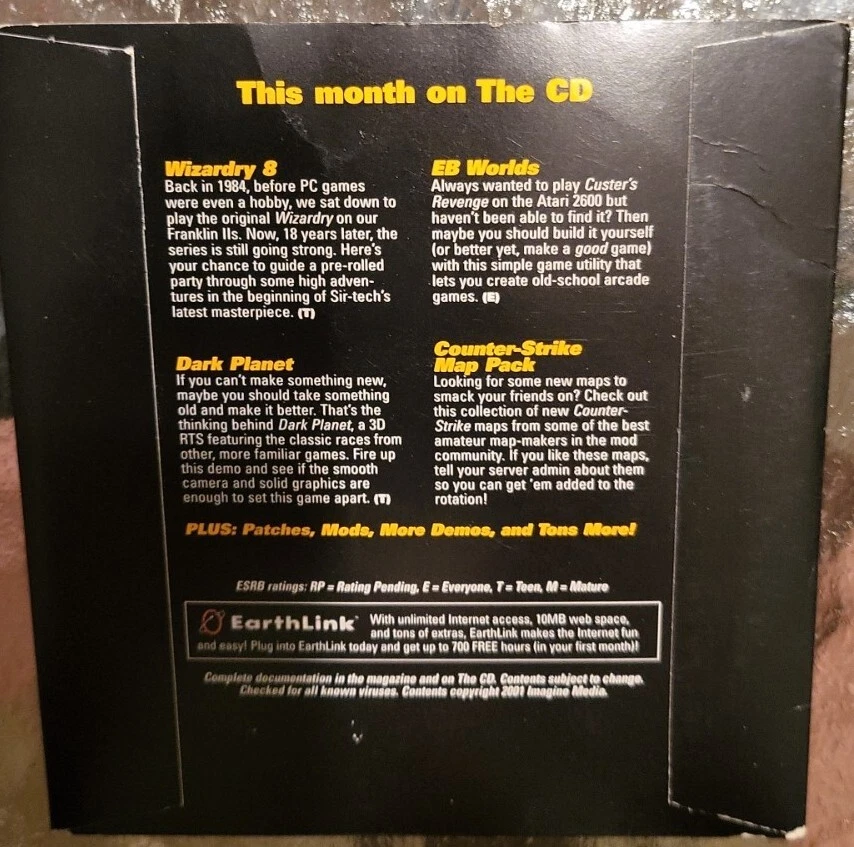 This month on The CD
Wizardry 8
Back in 1984, before PC games
were even a hobby, we sat down to
play the original Wizardry on our
Franklin IIs. Now, 18 years later, the
series is still going strong. Here's
your chance to guide a pre-rolled
party through some high adven-
tures in the beginning of Sir-tech's
latest masterpiece. (T)
Dark Planet
If you can't make something new,
maybe you should take something
old and make it better. That's the
thinking behind Dark Planet, a 3D
RTS featuring the classic races from
other, more familiar games. Fire up
this demo and see if the smooth
camera and solid graphics are
enough to set this game apart. (T)
EB Worlds
Always wanted to play Custer's
Revenge on the Atari 2600 but
haven't been able to find it? Then
maybe you should build it yourself
(or better yet, make a good game)
with this simple game utility that
lets you create old-school arcade
games. (E)
Counter-Strike
Map Pack
Looking for some new maps to
smack your friends on? Check out
this collection of new Counter-
Strike maps from some of the best
amateur map-makers in the mod
community. If you like these maps,
tell your server admin about them
so you can get 'em added to the
rotation!
PLUS: Patches, Mods, More Demos, and Tons More!
ESRB ratings: RP = Rating Pending, E = Everyone, T = Teen, M = Mature
EarthLink® With unlimited Internet access, 10MB web space,
and tons of extras, EarthLink makes the Internet fun
and easy! Plug into EarthLink today and get up to 700 FREE hours (in your first month)!
Complete documentation in the magazine and on The CD. Contents subject to change.
Checked for all known viruses. Contents copyright 2001 Imagine Media.